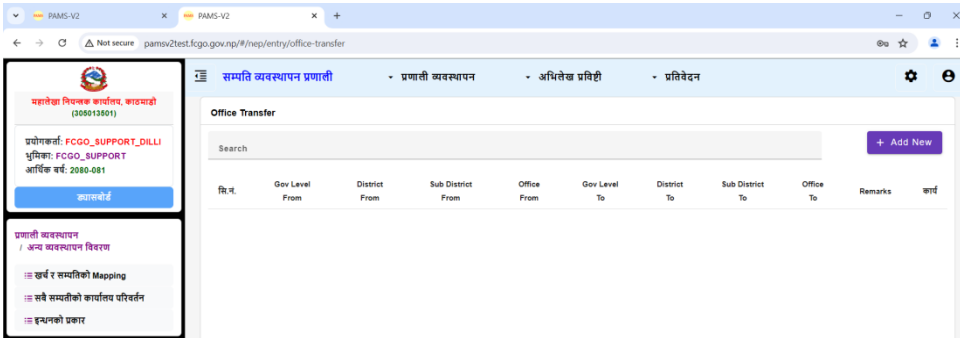 PAMS-V2
PAMS-V2
Not secure pamsv2test.fcgo.gov.np/#/nep/entry/office-transfer
महालेखा नियन्त्रक कार्यालय, काठमाडो
(305013501)
प्रयोगकर्ता: FCGO_SUPPORT_DILLI
भुमिका: FCGO_SUPPORT
आर्थिक बर्ष: 2080-081
ड्यासबोर्ड
प्रणाली व्यवस्थापन
/ अन्य व्यवस्थापन विवरण
खर्च र सम्पतिको Mapping
सबै सम्पतीको कार्यालय परिवर्तन
इन्धनको प्रकार
सम्पति व्यवस्थापन प्रणाली
प्रणाली व्यवस्थापन
अभिलेख प्रविष्टी
प्रतिवेदन
Office Transfer
Search
+ Add New
सि.नं.
Gov Level From
District From
Sub District From
Office From
Gov Level To
District To
Sub District To
Office To
Remarks
कार्य